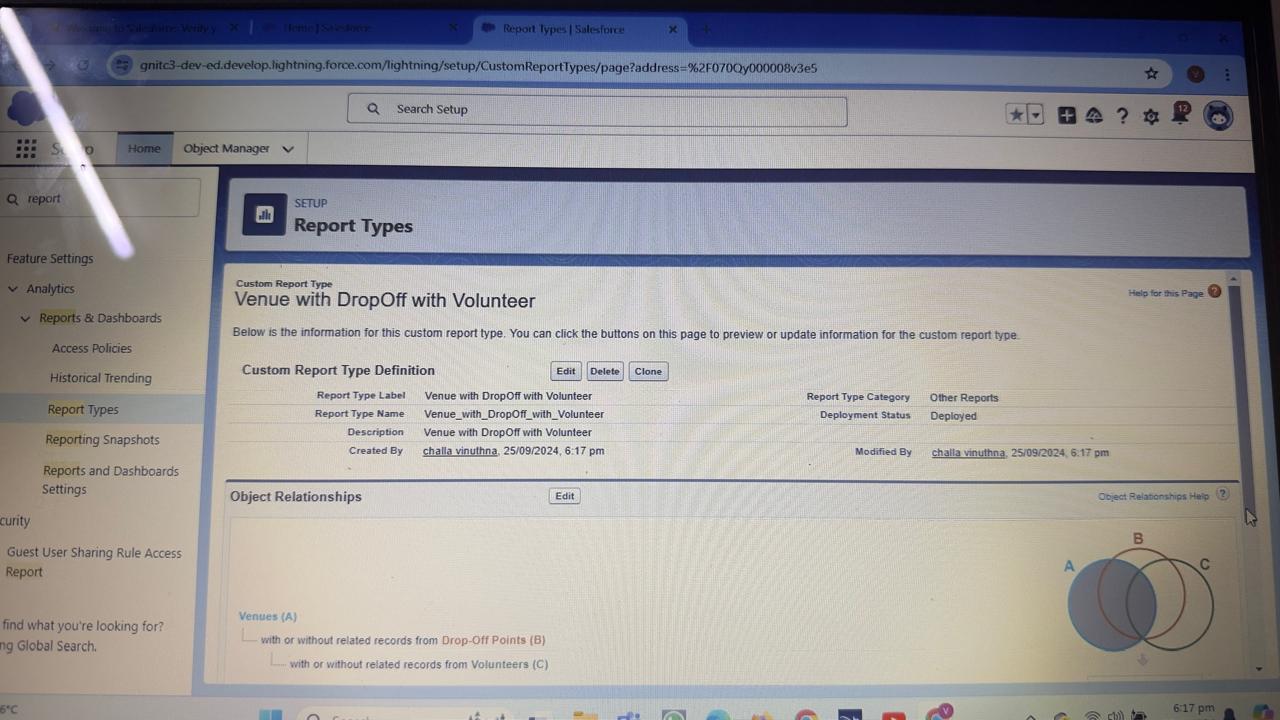 Home | Salesforce
Report Types | Salesforce
gnitc3-dev-ed.develop.lightning.force.com/lightning/setup/CustomReportTypes/page?address=%2F070Qy000008v3e5
Search Setup
12
Home
Object Manager
report
SETUP
Report Types
Feature Settings
Analytics
Reports & Dashboards
Access Policies
Historical Trending
Report Types
Reporting Snapshots
Reports and Dashboards
Settings
curity
Guest User Sharing Rule Access
Report
find what you're looking for?
ng Global Search.
Custom Report Type
Venue with DropOff with Volunteer
Help for this Page ?
Below is the information for this custom report type. You can click the buttons on this page to preview or update information for the custom report type.
Custom Report Type Definition Edit Delete Clone
Report Type Label Venue with DropOff with Volunteer Report Type Category Other Reports
Report Type Name Venue_with_DropOff_with_Volunteer Deployment Status Deployed
Description Venue with DropOff with Volunteer
Created By challa vinuthna, 25/09/2024, 6:17 pm Modified By challa vinuthna, 25/09/2024, 6:17 pm
Object Relationships Edit Object Relationships Help ?
A B C
Venues (A)
with or without related records from Drop-Off Points (B)
with or without related records from Volunteers (C)
6°C
6:17 pm